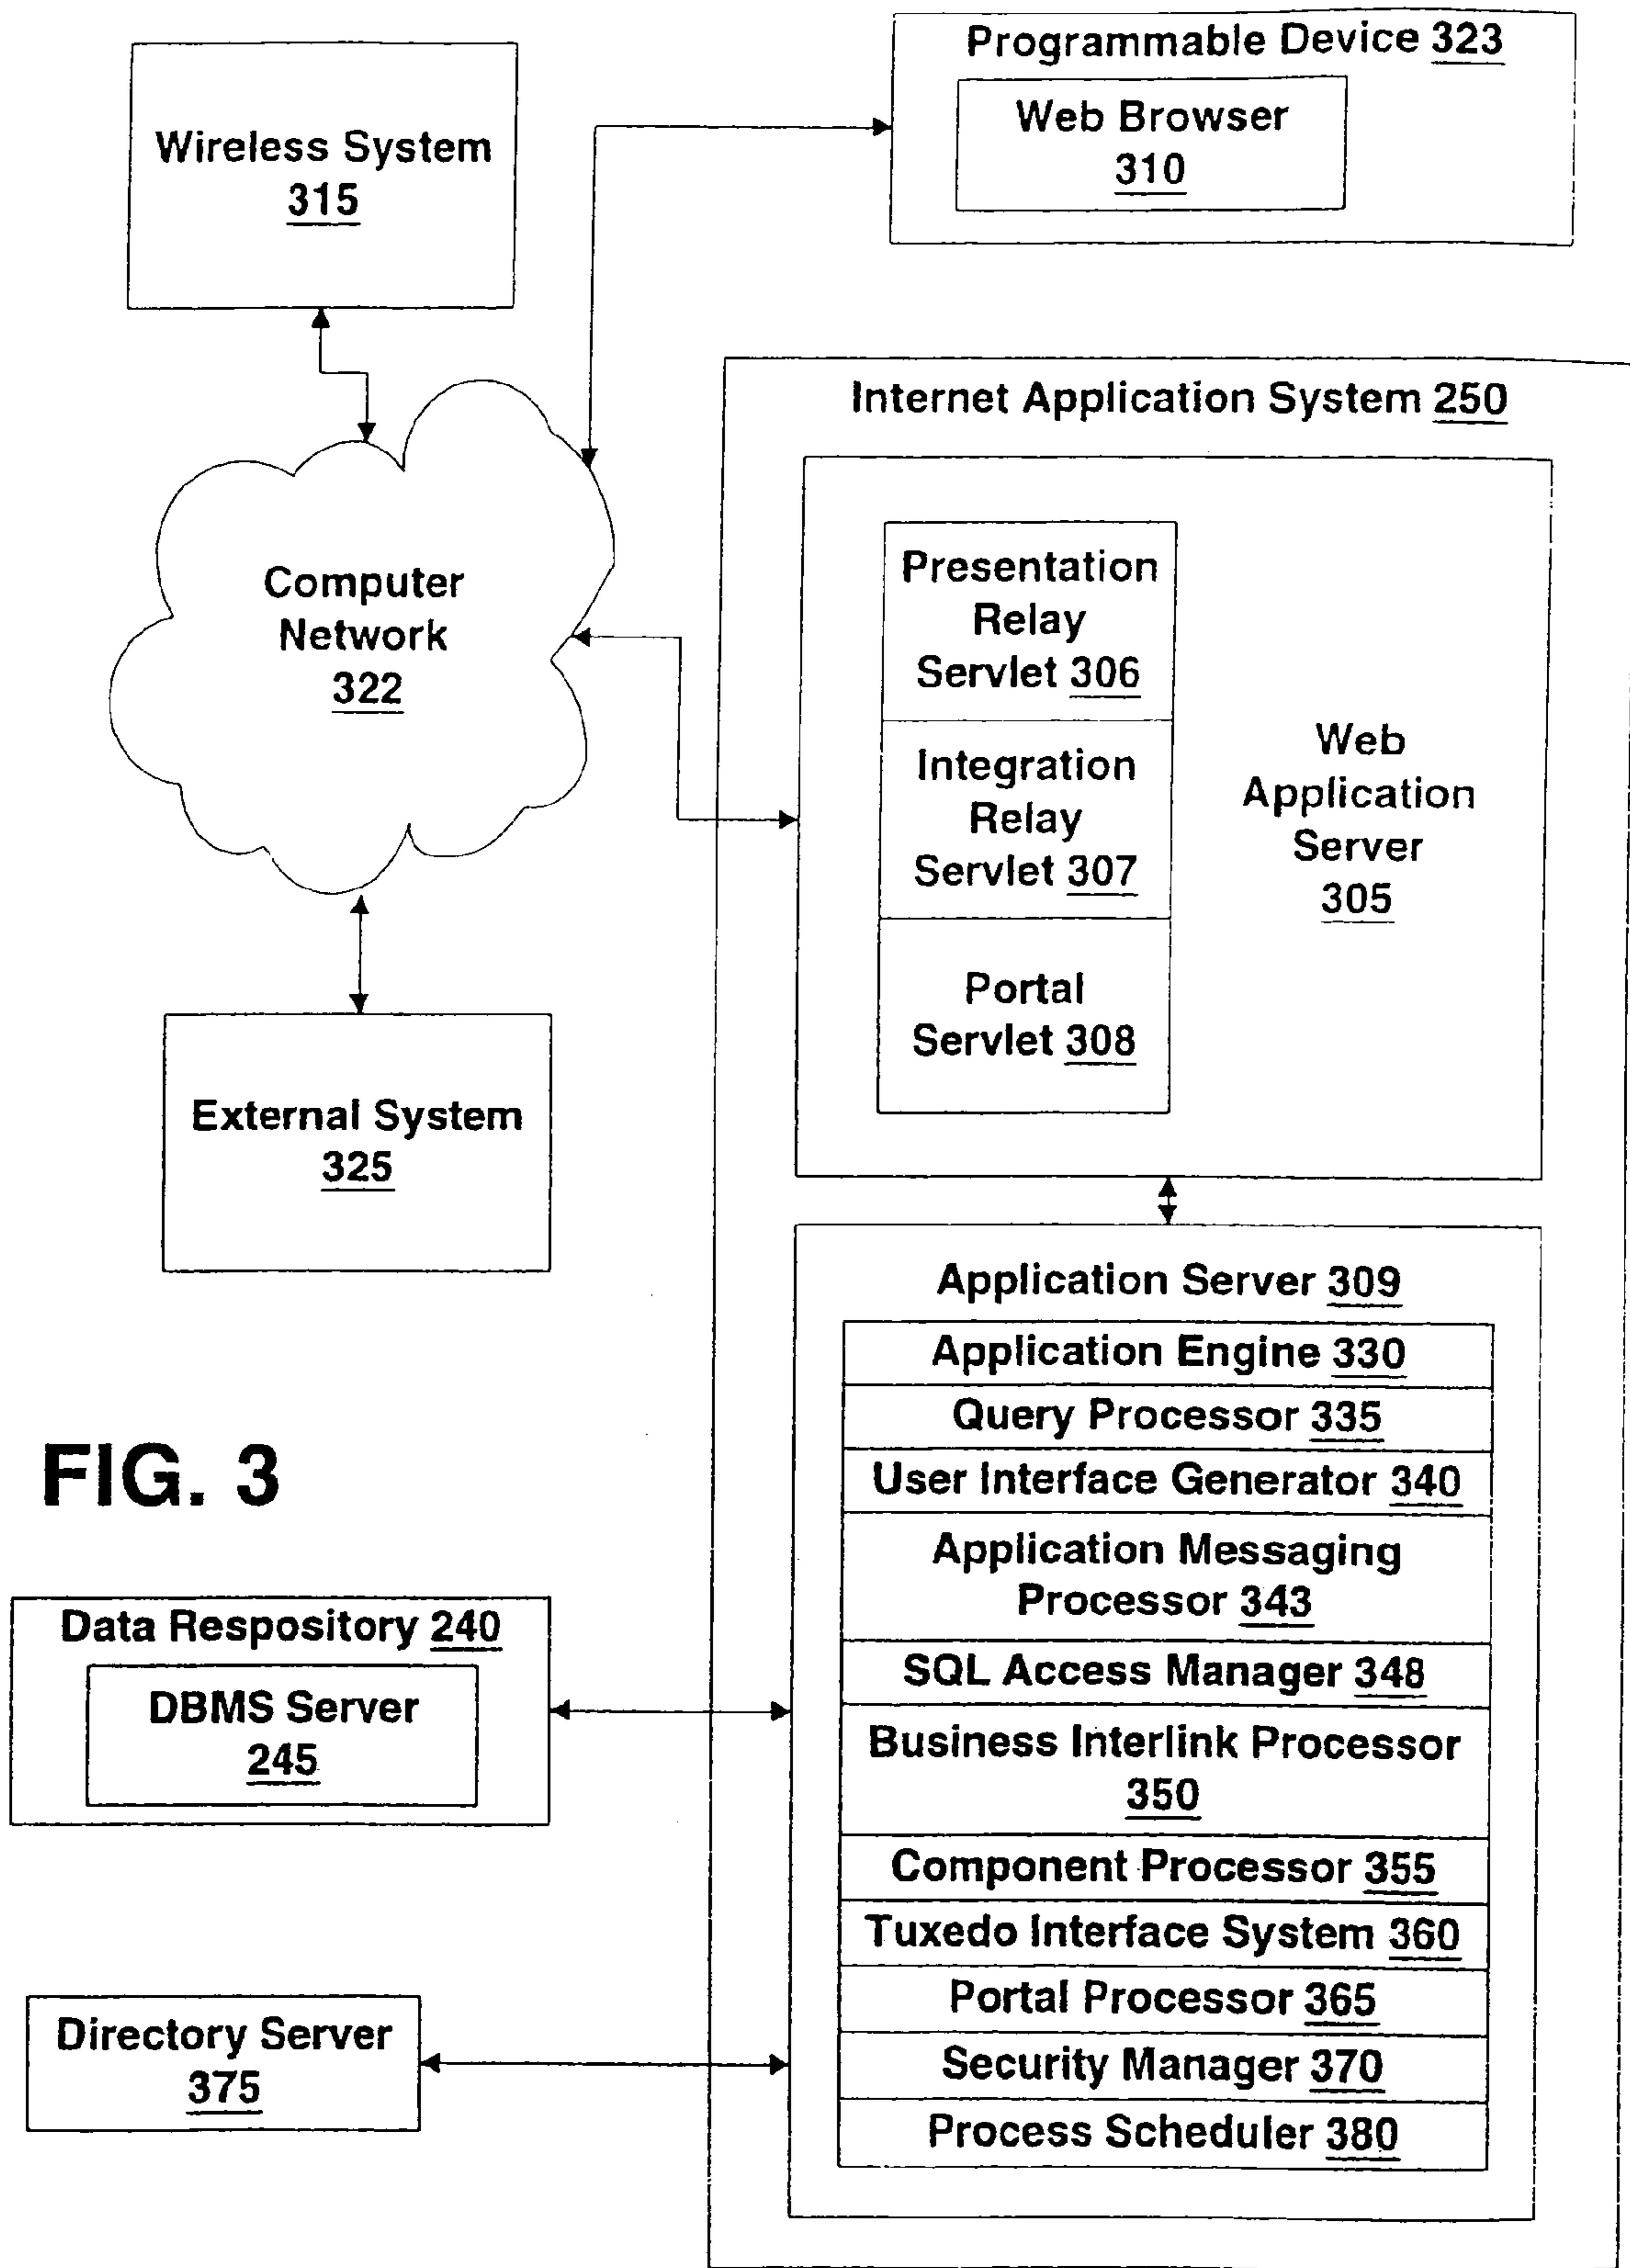 Programmable Device 323
Web Browser
310
Wireless System
315
Internet Application System 250
Computer
Network
322
Presentation
Relay
Servlet 306
Integration
Relay
Servlet 307
Portal
Servlet 308
Web
Application
Server
305
External System
325
Application Server 309
Application Engine 330
Query Processor 335
User Interface Generator 340
Application Messaging
Processor 343
SQL Access Manager 348
Business Interlink Processor
350
Component Processor 355
Tuxedo Interface System 360
Portal Processor 365
Security Manager 370
Process Scheduler 380
FIG. 3
Data Respository 240
DBMS Server
245
Directory Server
375